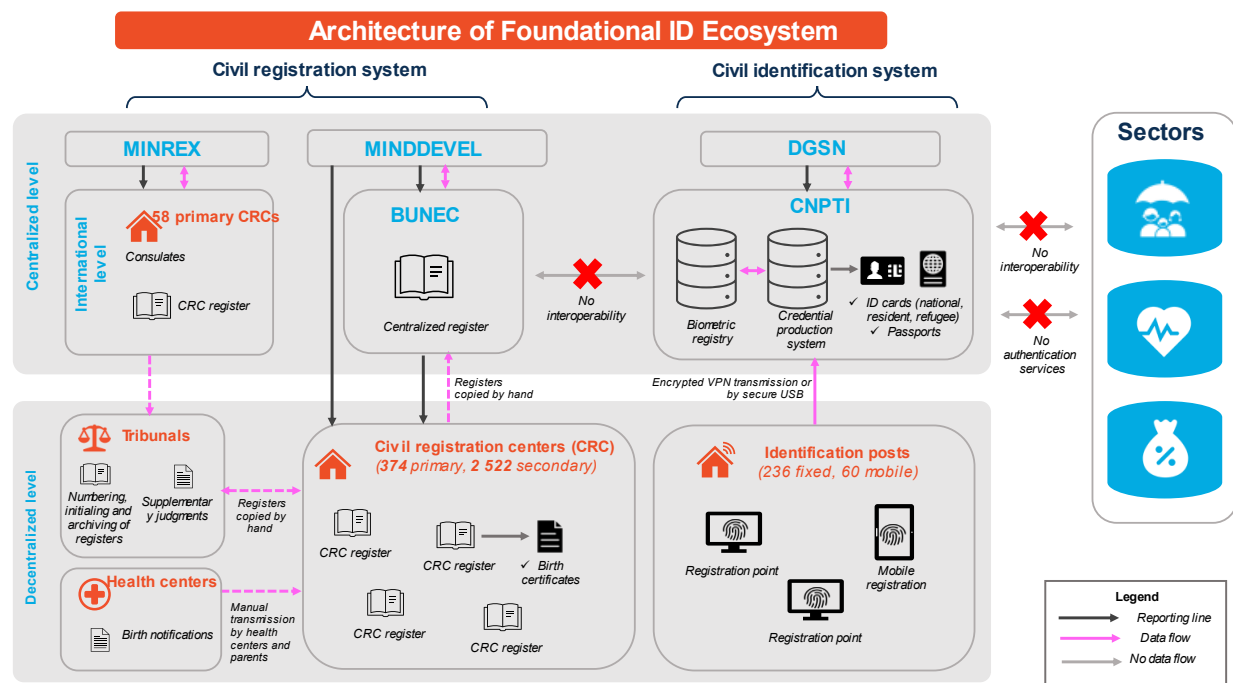 Architecture of Foundational ID Ecosystem
Civil registration system
Civil identification system
Centralized level
MINREX
MINDDEVEL
DGSN
Sectors
International
level
58 primary CRCs
Consulates
CRC register
BUNEC
Centralized register
No
interoperability
CNPTI
Biometric
registry
Credential
production
system
✓ ID cards (national,
resident, refugee)
✓ Passports
No
interoperability
No
authentication
services
Registers
copied by hand
Encrypted VPN transmission or
by secure USB
Decentralized level
Tribunals
Numbering,
initialing and
archiving of
registers
Supplementar
y judgments
Registers
copied by
hand
Health centers
Birth notifications
Manual
transmission
by health
centers and
parents
Civil registration centers (CRC)
(374 primary, 2 522 secondary)
CRC register
CRC register
✓ Birth
certificates
CRC register
CRC register
Identification posts
(236 fixed, 60 mobile)
Registration point
Mobile
registration
Registration point
Legend
Reporting line
Data flow
No data flow